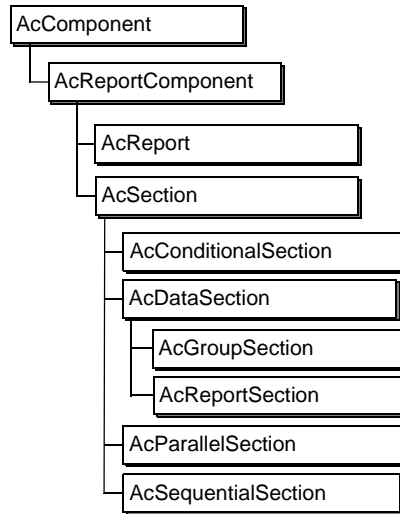 AcComponent
AcReportComponent
AcReport
AcSection
AcConditionalSection
AcDataSection
AcGroupSection
AcReportSection
AcParallelSection
AcSequentialSection